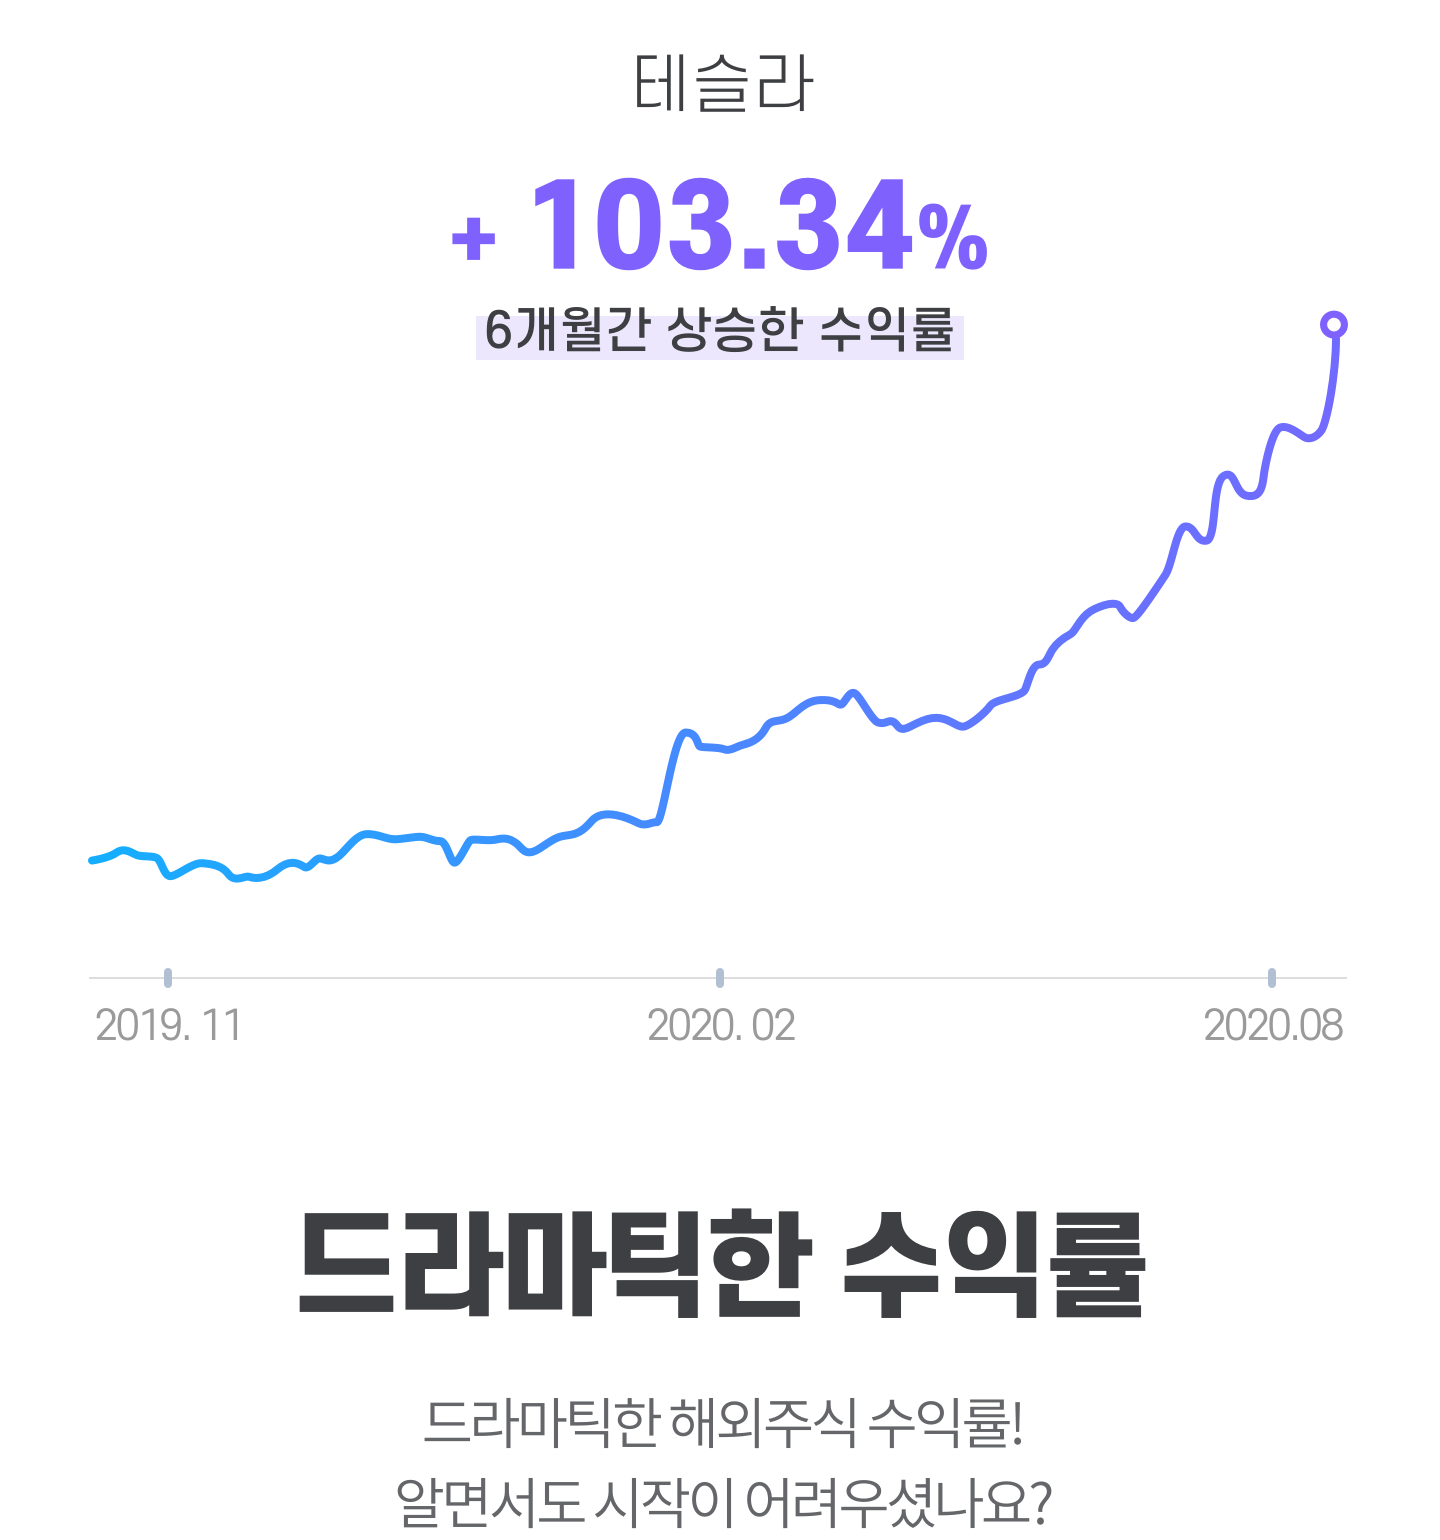 테슬라
+ 103.34%
6개월간 상승한 수익률
2019. 11
2020. 02
2020.08
드라마틱한 수익률
드라마틱한 해외주식 수익률!
알면서도 시작이 어려우셨나요?